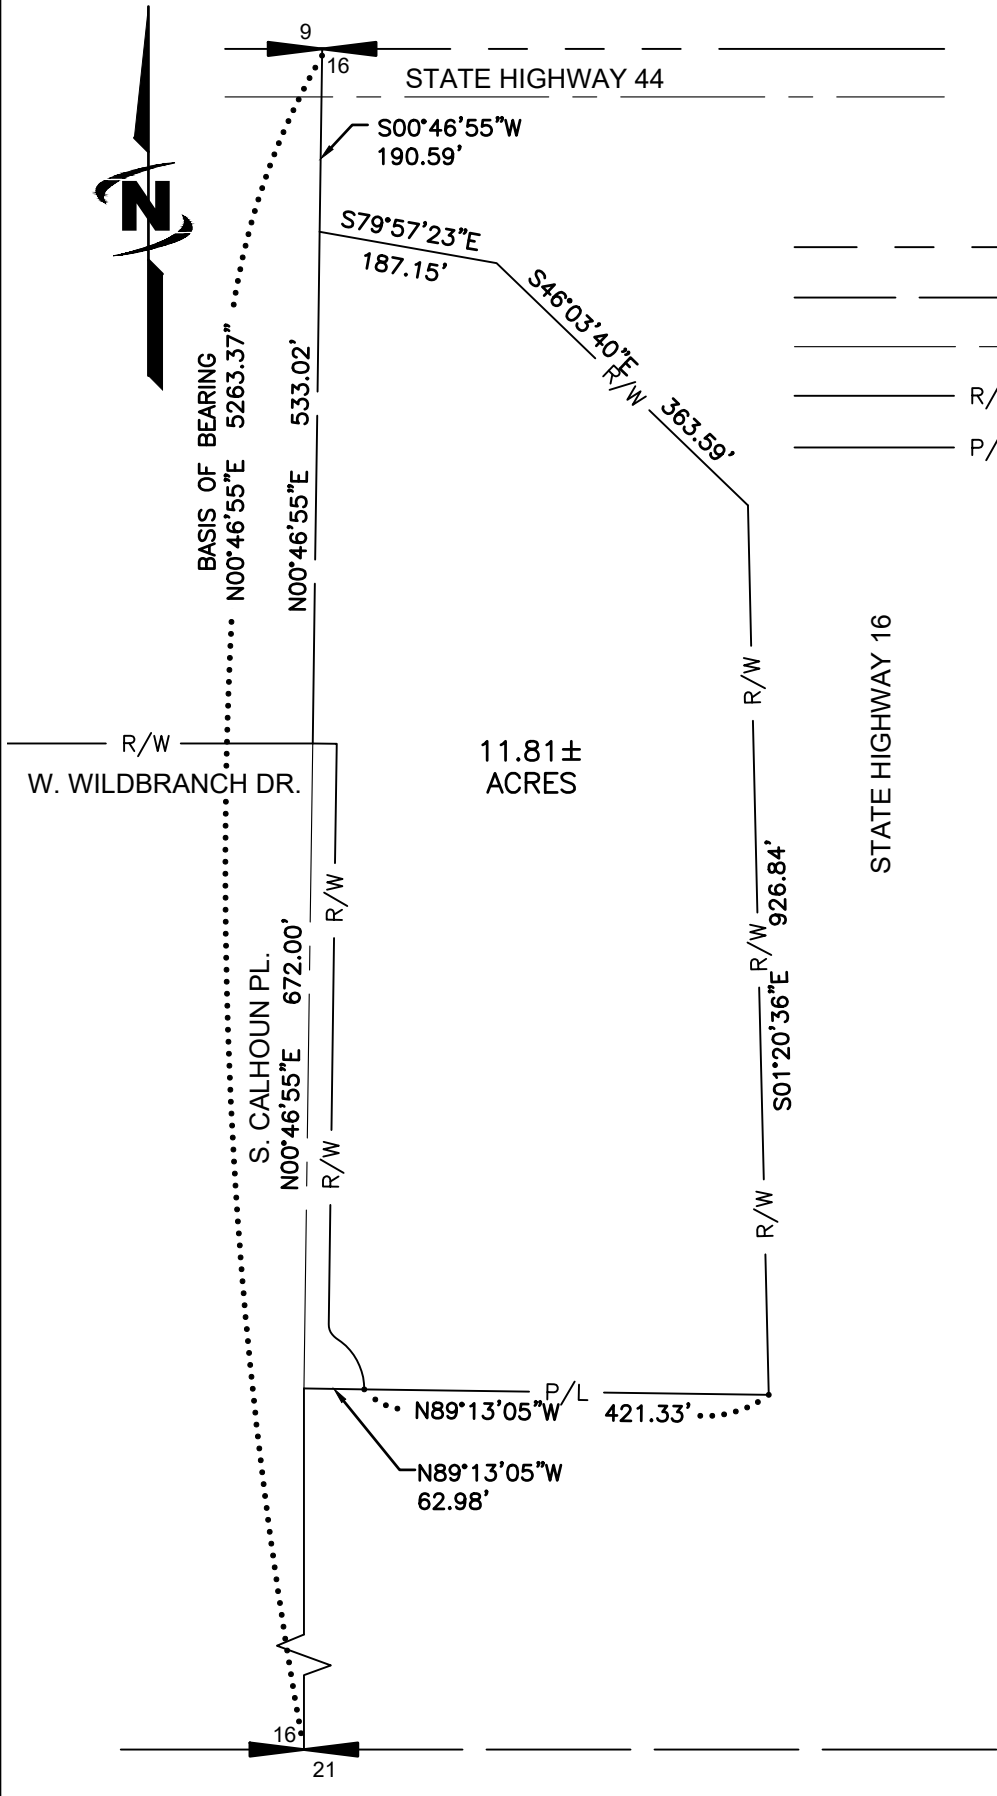 9
16
STATE HIGHWAY 44
S00°46'55"W
190.59'
N
S79°57'23"E
187.15'
S46°03'40"E
R/W
363.59'
BASIS OF BEARING
N00°46'55"E 5263.37"
N00°46'55"E 533.02'
R/
P/
R/W
STATE HIGHWAY 16
R/W
W. WILDBRANCH DR.
11.81±
ACRES
R/W
S01°20'36"E 926.84'
R/W
S. CALHOUN PL.
N00°46'55"E 672.00'
R/W
R/W
P/L
N89°13'05"W 421.33'
N89°13'05"W
62.98'
16
21